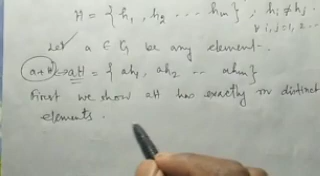 H = { h₁, h₂ ... hₘ } ; hᵢ ≠ hⱼ
∀ i, j = 1, 2 ..
Let a ∈ G be any element.
a+H → aH = { ah₁, ah₂ .. ahₘ}
First we show aH has exactly m distinct
elements.